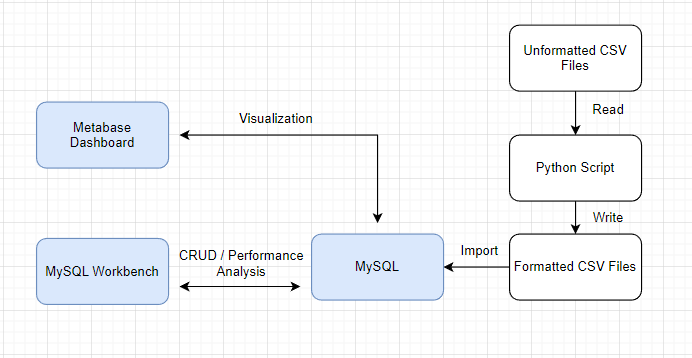 Unformatted CSV
Files
Read
Metabase
Dashboard
Visualization
Python Script
Write
CRUD / Performance
Analysis
MySQL Workbench
MySQL
Import
Formatted CSV Files